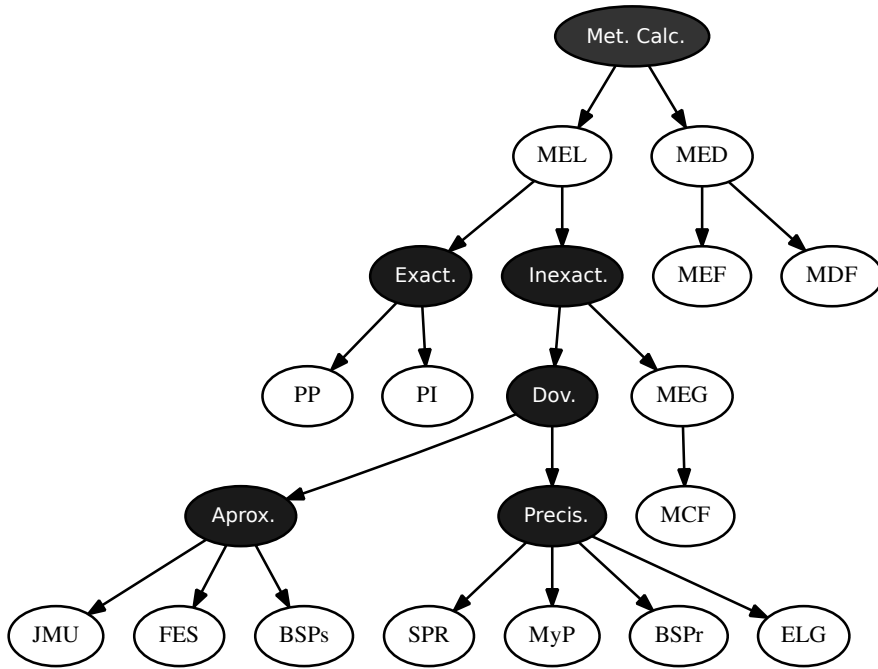 Met. Calc.
MEL
MED
Exact.
Inexact.
MEF
MDF
PP
PI
Dov.
MEG
Aprox.
Precis.
MCF
JMU
FES
BSPs
SPR
MyP
BSPr
ELG